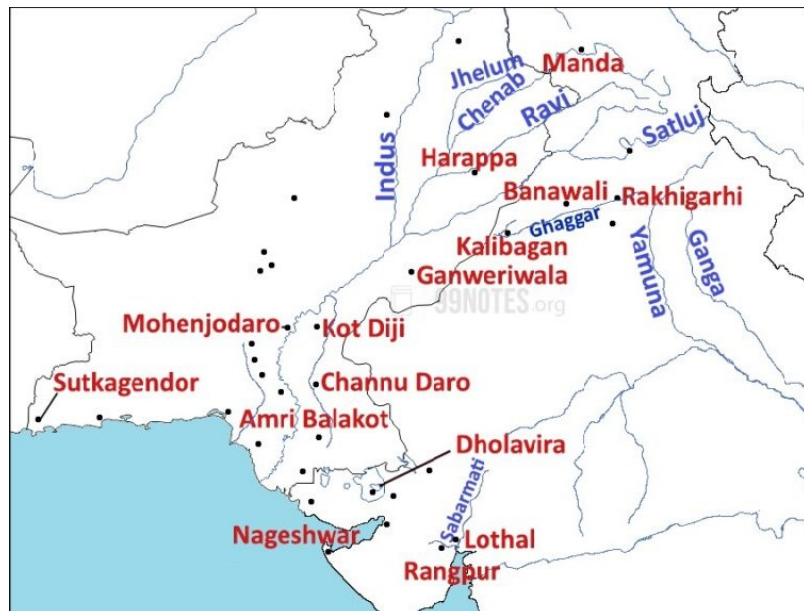 Manda
Jhelum
Chenab
Ravi
Indus
Satluj
Harappa
Banawali
Rakhigarhi
Ghaggar
Kalibagan
Ganweriwala
Yamuna
Ganga
99NOTES.org
Mohenjodaro
Kot Diji
Sutkagendor
Channu Daro
Amri Balakot
Dholavira
Sabarmati
Nageshwar
Lothal
Rangpur